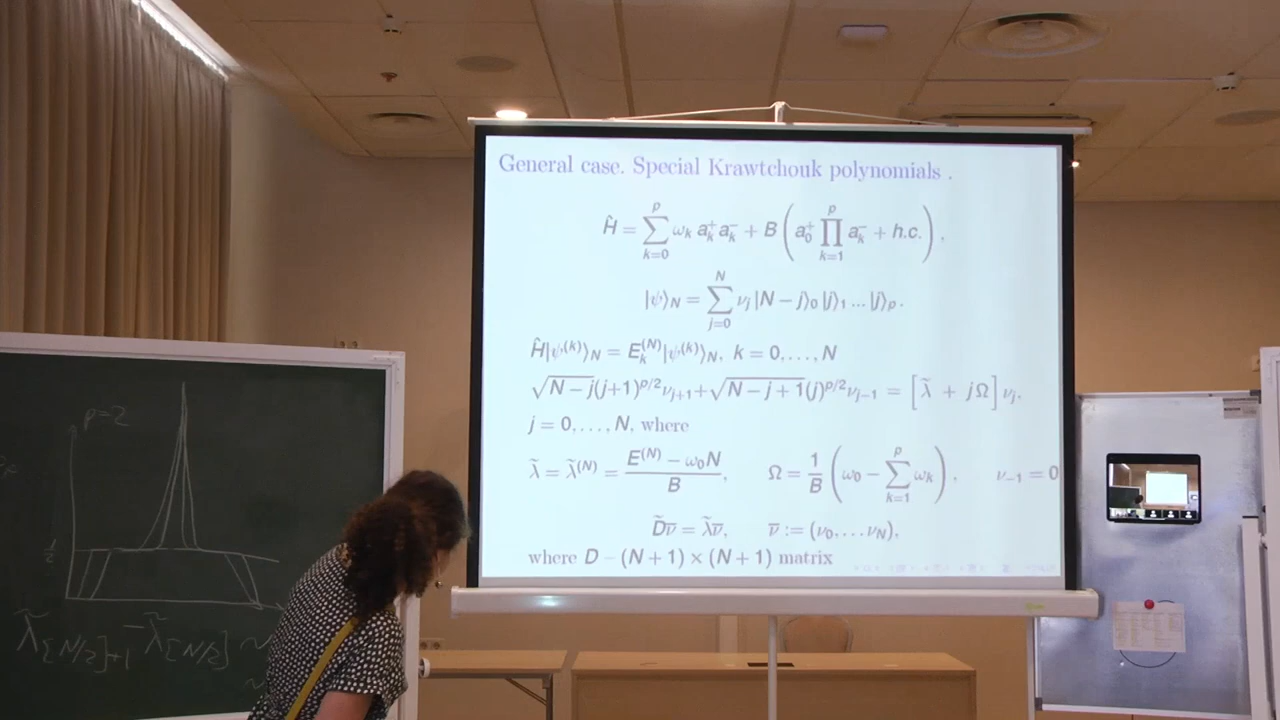 General case. Special Krawtchouk polynomials .
Ĥ = ∑_{k=0}^{p} ω_k a_k^+ a_k^- + B ( a_0^+ ∏_{k=1}^{p} a_k^- + h.c. ) ,
|ψ⟩_N = ∑_{j=0}^{N} ν_j |N − j⟩_0 |j⟩_1 ... |j⟩_p .
Ĥ|ψ^{(k)}⟩_N = E_k^{(N)}|ψ^{(k)}⟩_N, k = 0, . . . , N
√(N − j)(j+1)^{p/2} ν_{j+1} + √(N − j + 1)(j)^{p/2} ν_{j−1} = [λ̃ + jΩ] ν_j,
j = 0, . . . , N, where
λ̃ = λ̃^{(N)} = (E^{(N)} − ω_0 N)/B, Ω = (1/B) ( ω_0 − ∑_{k=1}^{p} ω_k ) , ν_{−1} = 0
D̃ν̅ = λ̃ν̅, ν̅ := (ν_0, . . . ν_N),
where D – (N + 1) × (N + 1) matrix
p=2
λ̃_{[N/2]+1} − λ̃_{[N/2]} ~